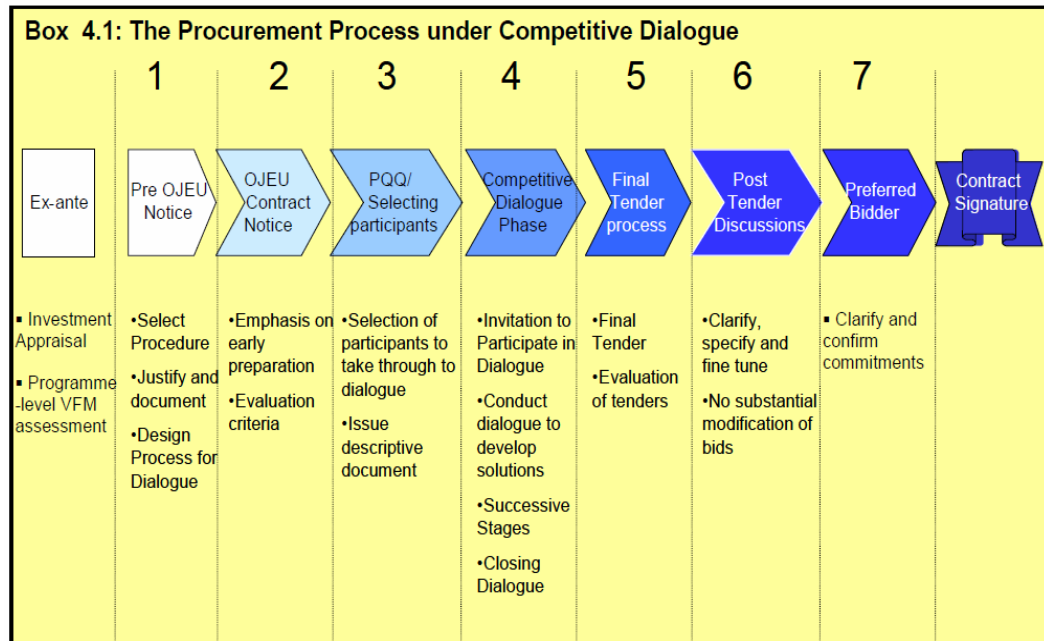 Box 4.1: The Procurement Process under Competitive Dialogue
1
2
3
4
5
6
7
Ex-ante
Pre OJEU
Notice
OJEU
Contract
Notice
PQQ/
Selecting
participants
Competitive
Dialogue
Phase
Final
Tender
process
Post
Tender
Discussions
Preferred
Bidder
Contract
Signature
▪ Investment
Appraisal
▪ Programme
-level VFM
assessment
•Select
Procedure
•Justify and
document
•Design
Process for
Dialogue
•Emphasis on
early
preparation
•Evaluation
criteria
•Selection of
participants to
take through to
dialogue
•Issue
descriptive
document
•Invitation to
Participate in
Dialogue
•Conduct
dialogue to
develop
solutions
•Successive
Stages
•Closing
Dialogue
•Final
Tender
•Evaluation
of tenders
•Clarify,
specify and
fine tune
•No substantial
modification of
bids
▪ Clarify and
confirm
commitments